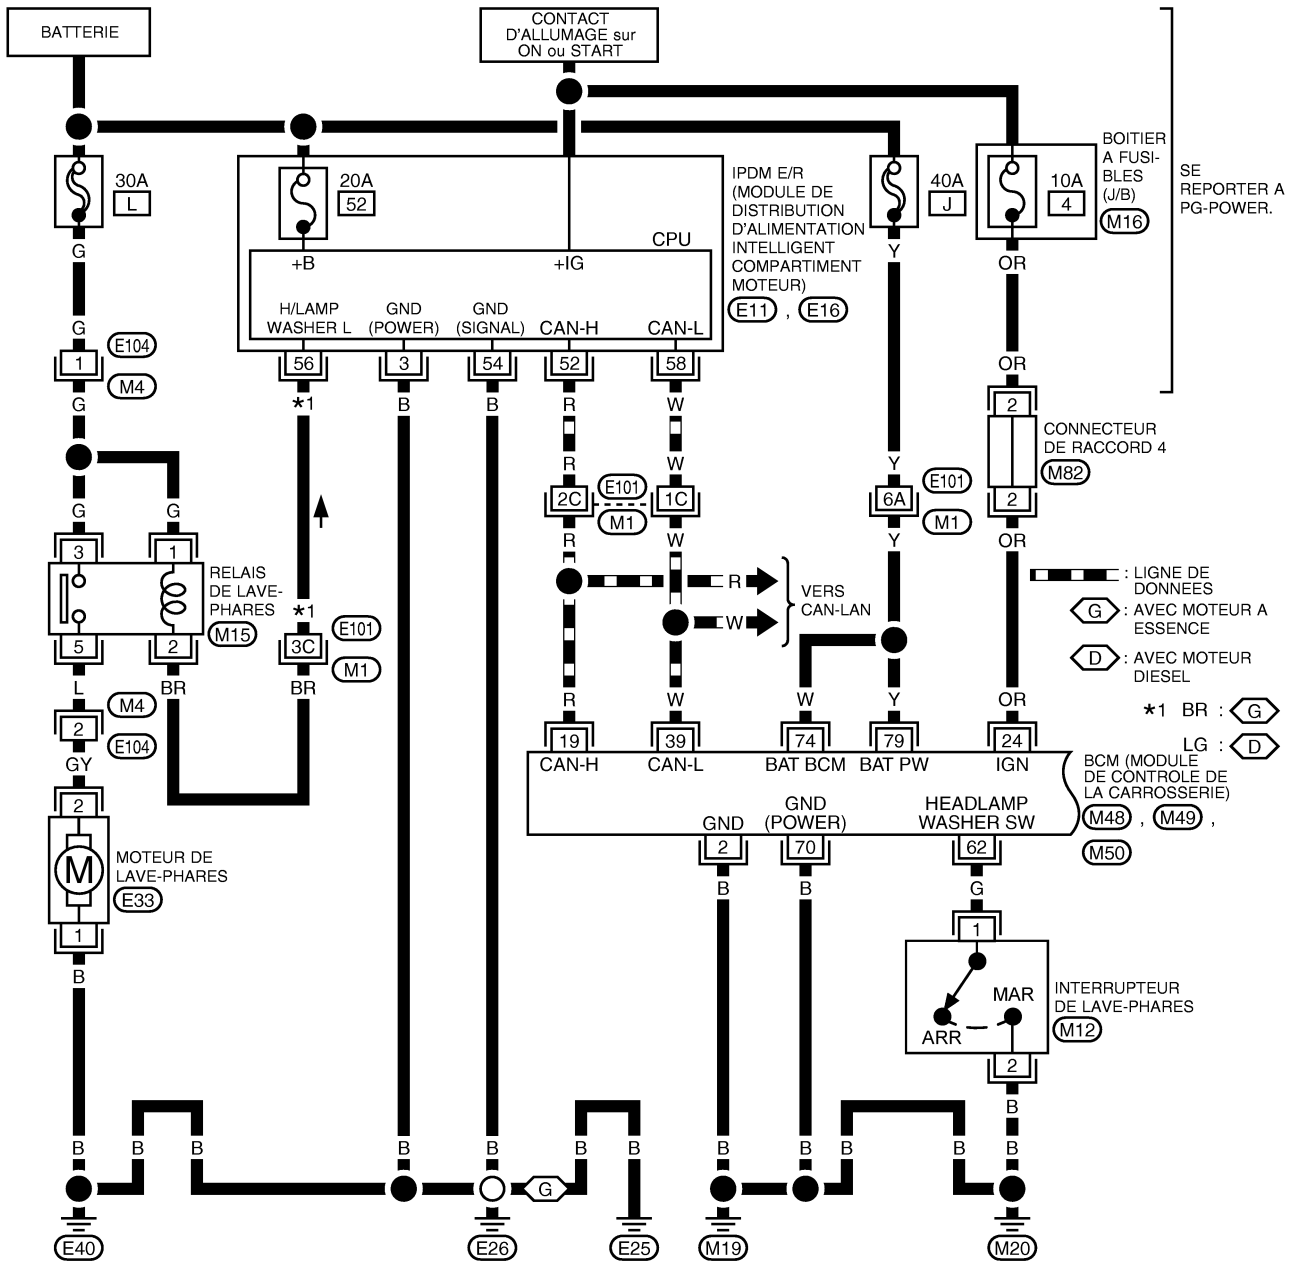 BATTERIE
CONTACT
D'ALLUMAGE sur
ON ou START
30A
L
20A
52
IPDM E/R
(MODULE DE
DISTRIBUTION
D'ALIMENTATION
INTELLIGENT
COMPARTIMENT
MOTEUR)
E11 , E16
40A
J
10A
4
BOITIER
A FUSI-
BLES
(J/B)
M16
SE
REPORTER A
PG-POWER.
CPU
+B
+IG
H/LAMP
WASHER L
GND
(POWER)
GND
(SIGNAL)
CAN-H
CAN-L
G
Y
OR
G
56
3
54
52
58
OR
1
E104
M4
G
*1
B
B
R
W
2
CONNECTEUR
DE RACCORD 4
M82
2
R
W
Y
2C
E101
M1
1C
6A
E101
M1
G
G
R
W
Y
OR
3
1
RELAIS
DE LAVE-
PHARES
M15
5
2
*1
3C
E101
M1
R
W
VERS
CAN-LAN
: LIGNE DE
DONNEES
G : AVEC MOTEUR A
ESSENCE
D : AVEC MOTEUR
DIESEL
*1 BR : G
LG : D
L
BR
BR
R
W
W
Y
OR
M4
2
E104
GY
19
39
74
79
24
CAN-H
CAN-L
BAT BCM
BAT PW
IGN
BCM (MODULE
DE CONTROLE DE
LA CARROSSERIE)
M48 , M49 ,
M50
GND
GND
(POWER)
HEADLAMP
WASHER SW
2
70
62
2
M
MOTEUR DE
LAVE-PHARES
E33
1
B
B
B
G
1
MAR
ARR
INTERRUPTEUR
DE LAVE-PHARES
M12
2
B
B
B
B
B
B
B
B
B
B
B
B
B
G
E40
E26
E25
M19
M20